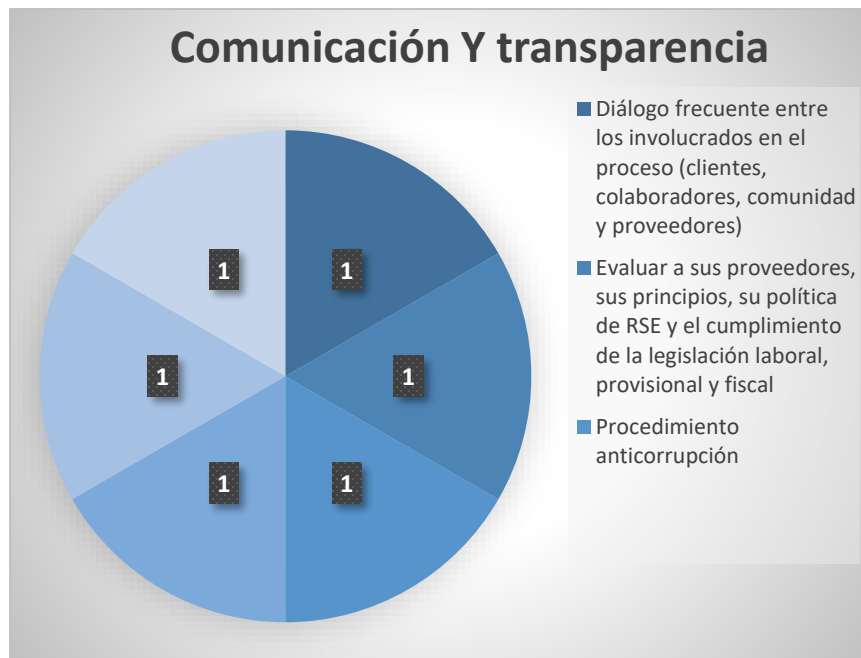 Comunicación Y transparencia
Diálogo frecuente entre
los involucrados en el
proceso (clientes,
colaboradores, comunidad
y proveedores)
Evaluar a sus proveedores,
sus principios, su política
de RSE y el cumplimiento
de la legislación laboral,
provisional y fiscal
Procedimiento
anticorrupción
1
1
1
1
1
1